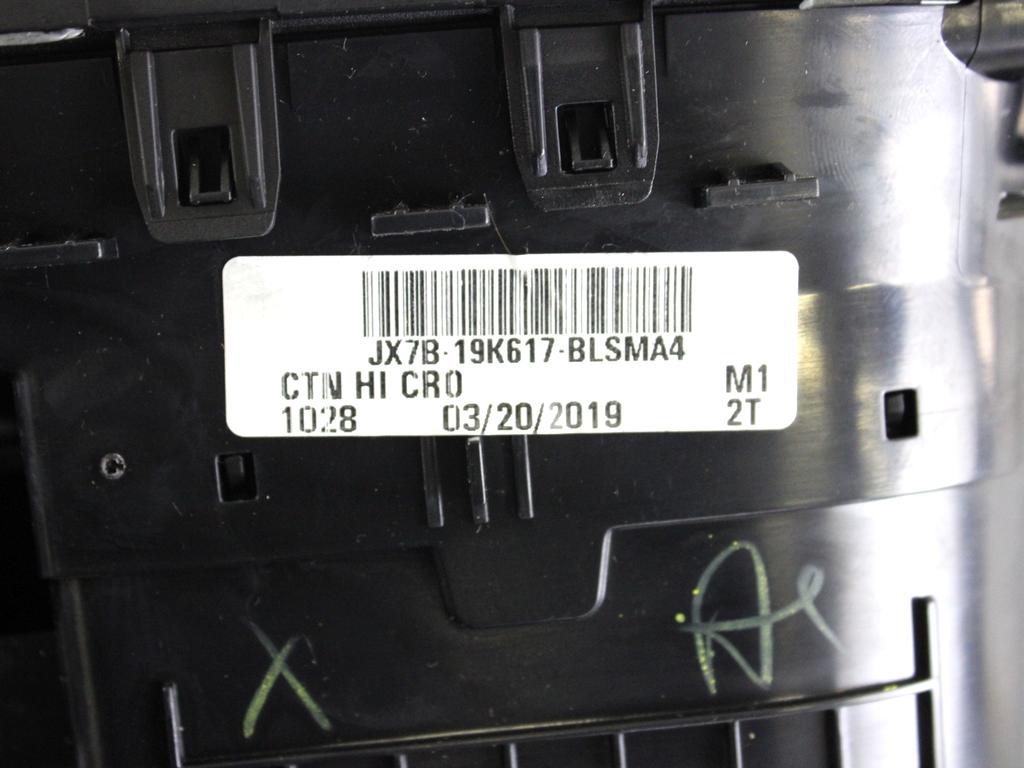 JX7B-19K617-BLSMA4
CTN HI CRO M1
1028 03/20/2019 2T
X